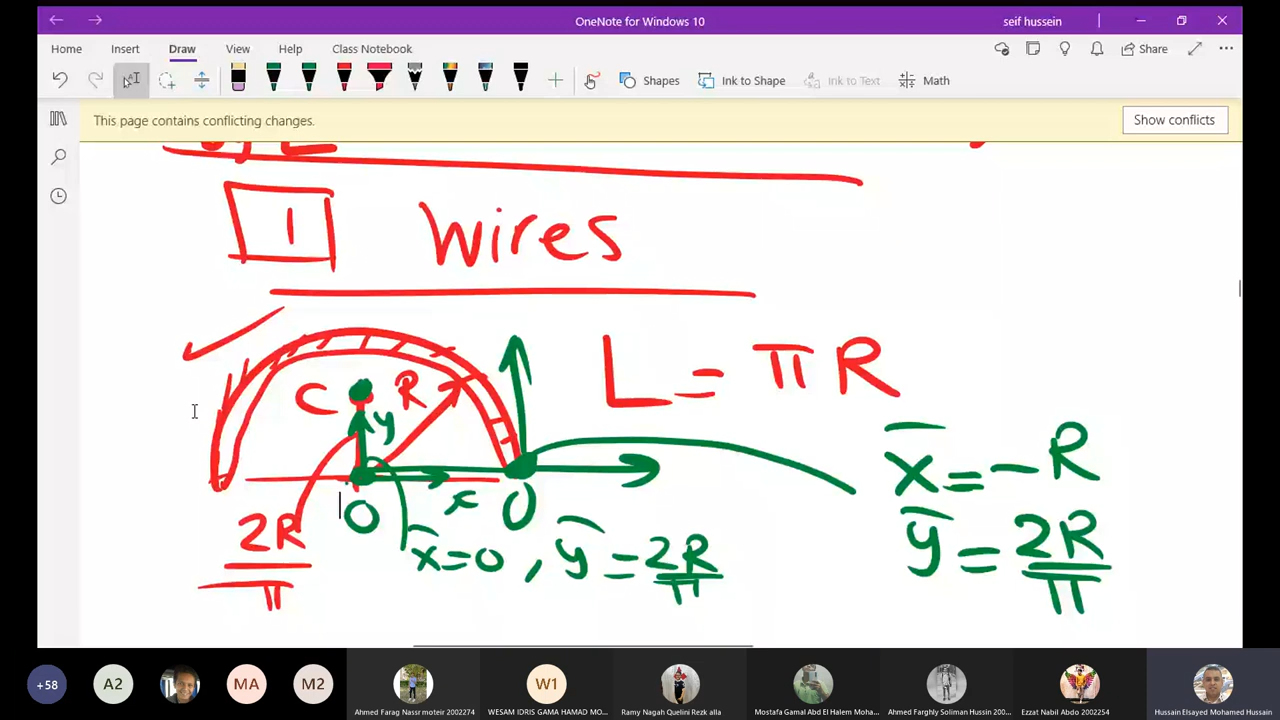 OneNote for Windows 10
seif hussein
Home Insert Draw View Help Class Notebook
Share
Shapes Ink to Shape Ink to Text Math
This page contains conflicting changes.
Show conflicts
1 Wires
L = πR
C R
y
x
O O
2R/π
x̄=0, ȳ=2R/π
x̄=-R
ȳ=2R/π
+58 A2 MA M2 W1
Ahmed Farag Nassr moteir 2002274
WESAM IDRIS GAMA HAMAD MO...
Ramy Nagah Quelini Rezk alla
Mostafa Gamal Abd El Halem Moha...
Ahmed Farghly Soliman Hussin 200...
Ezzat Nabil Abdo 2002254
Hussain Elsayed Mohamed Hussain